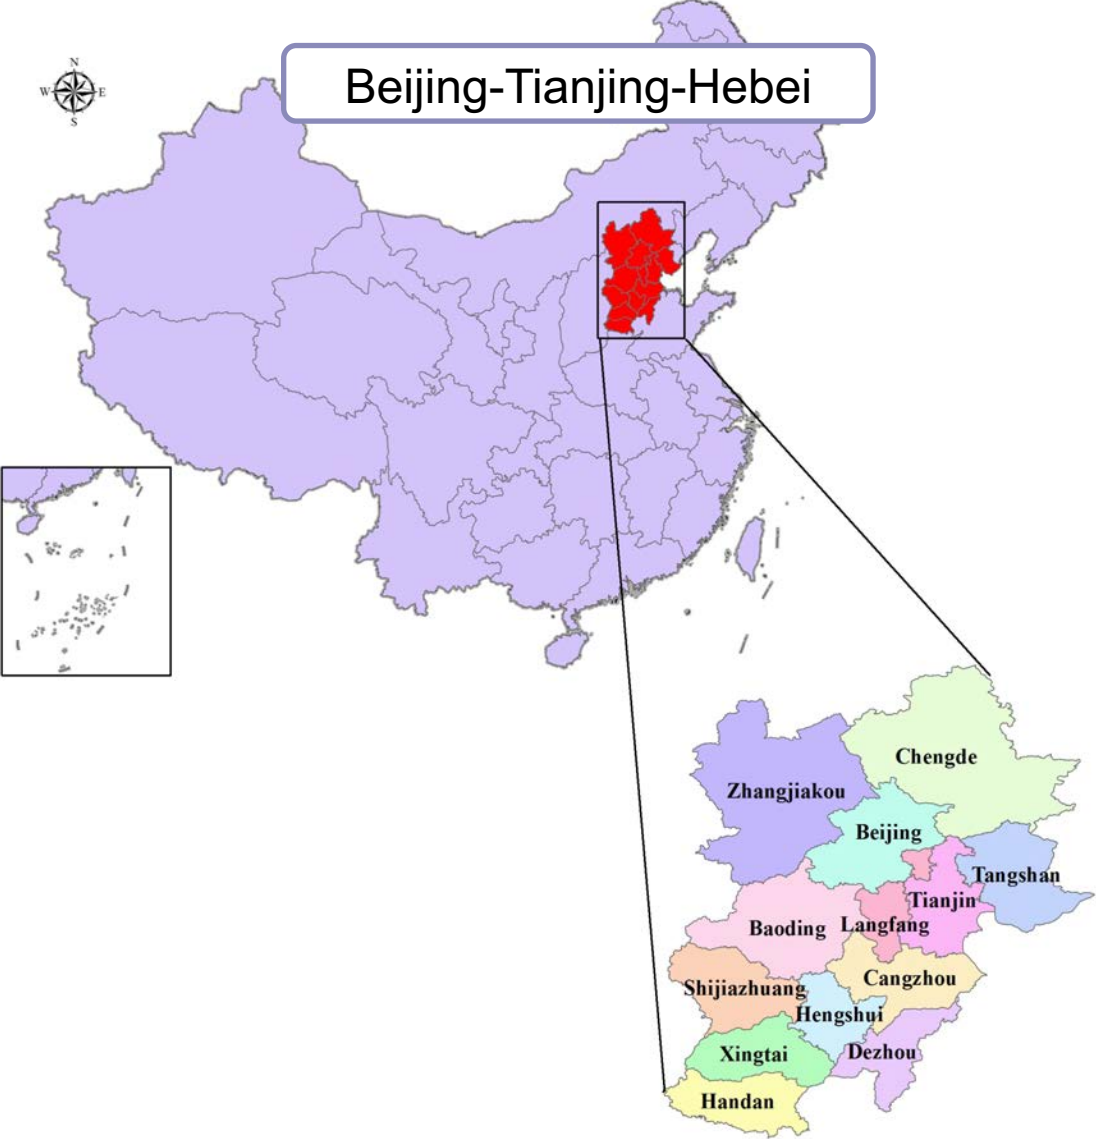 Beijing-Tianjing-Hebei
N
W E
S
Chengde
Zhangjiakou
Beijing
Tangshan
Tianjin
Langfang
Baoding
Cangzhou
Shijiazhuang
Hengshui
Dezhou
Xingtai
Handan